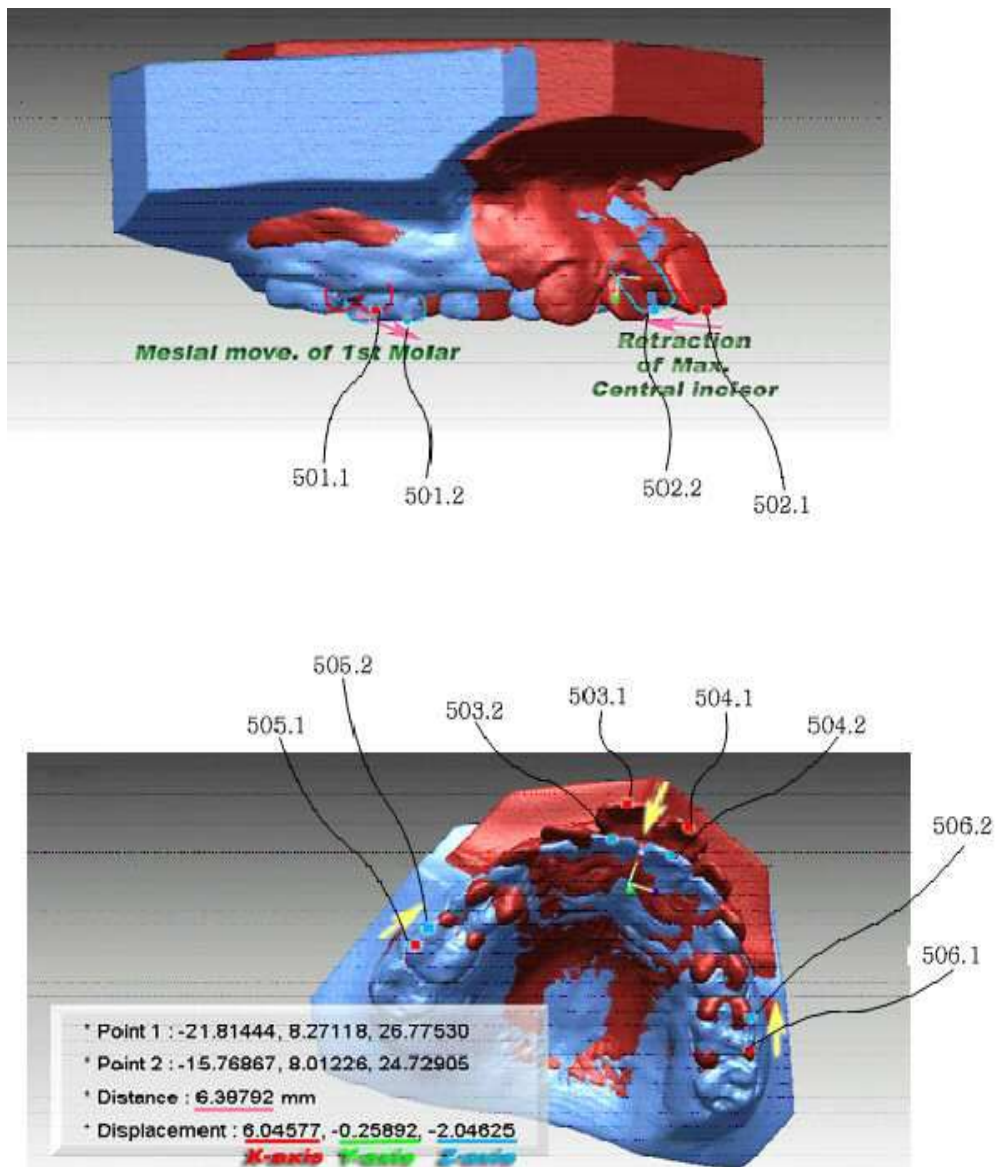 Mesial move. of 1st Molar
Retraction
of Max.
Central incisor
501.1
501.2
502.2
502.1
505.2
505.1
503.2
503.1
504.1
504.2
506.2
506.1
* Point 1 : -21.81444, 8.27118, 26.77530
* Point 2 : -15.76867, 8.01226, 24.72905
* Distance : 6.38792 mm
* Displacement : 6.04577, -0.25892, -2.04625
X-axis Y-axis Z-axis